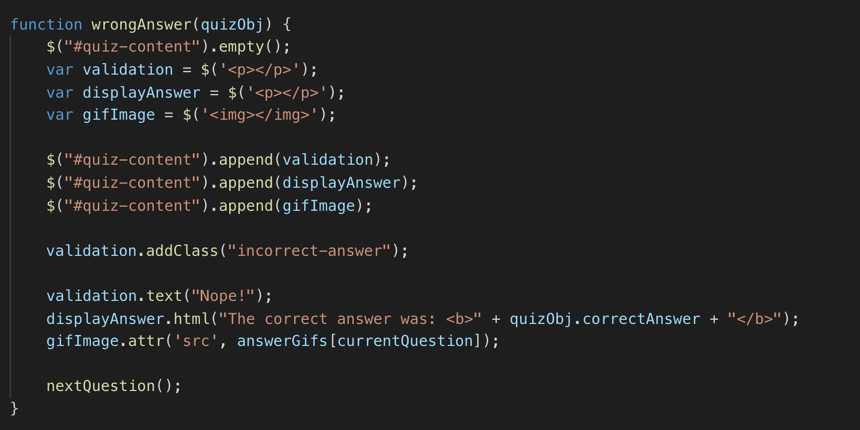 function wrongAnswer(quizObj) {
    $("#quiz-content").empty();
    var validation = $('<p></p>');
    var displayAnswer = $('<p></p>');
    var gifImage = $('<img></img>');

    $("#quiz-content").append(validation);
    $("#quiz-content").append(displayAnswer);
    $("#quiz-content").append(gifImage);

    validation.addClass("incorrect-answer");

    validation.text("Nope!");
    displayAnswer.html("The correct answer was: <b>" + quizObj.correctAnswer + "</b>");
    gifImage.attr('src', answerGifs[currentQuestion]);

    nextQuestion();
}